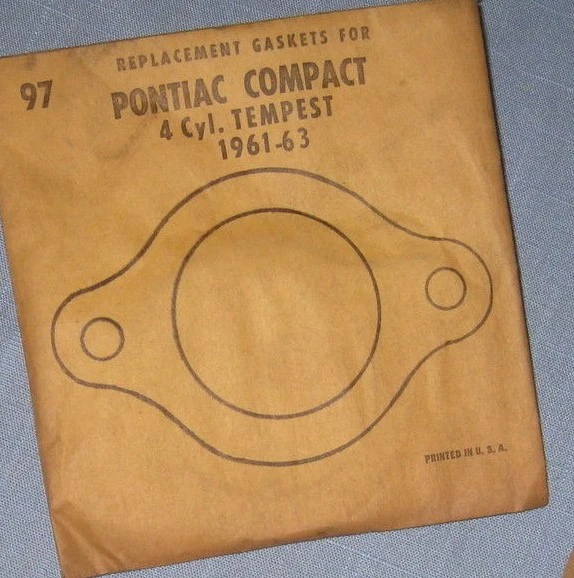 REPLACEMENT GASKETS FOR
97
PONTIAC COMPACT
4 Cyl. TEMPEST
1961-63
PRINTED IN U. S. A.